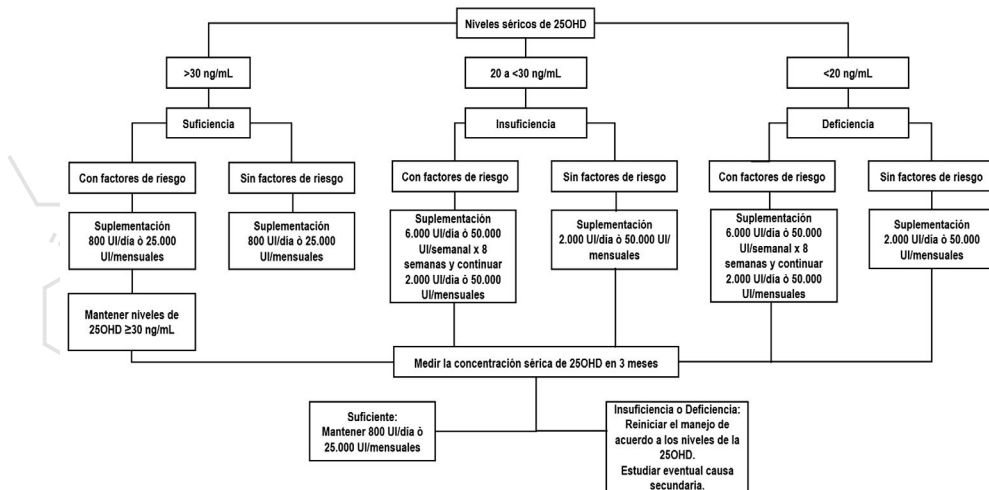 Niveles séricos de 25OHD
>30 ng/mL
20 a <30 ng/mL
<20 ng/mL
Suficiencia
Insuficiencia
Deficiencia
Con factores de riesgo
Sin factores de riesgo
Con factores de riesgo
Sin factores de riesgo
Con factores de riesgo
Sin factores de riesgo
Suplementación
800 UI/día ò 25.000
UI/mensuales
Suplementación
800 UI/día ò 25.000
UI/mensuales
Suplementación
6.000 UI/día ò 50.000
UI/semanal x 8
semanas y continuar
2.000 UI/día ò 50.000
UI/mensuales
Suplementación
2.000 UI/día ò 50.000 UI/
mensuales
Suplementación
6.000 UI/día ò 50.000
UI/semanal x 8
semanas y continuar
2.000 UI/día ò 50.000
UI/mensuales
Suplementación
2.000 UI/día ò 50.000
UI/mensuales
Mantener niveles de
25OHD ≥30 ng/mL
Medir la concentración sérica de 25OHD en 3 meses
Suficiente:
Mantener 800 UI/día ò
25.000 UI/mensuales
Insuficiencia o Deficiencia:
Reiniciar el manejo de
acuerdo a los niveles de la
25OHD.
Estudiar eventual causa
secundaria.